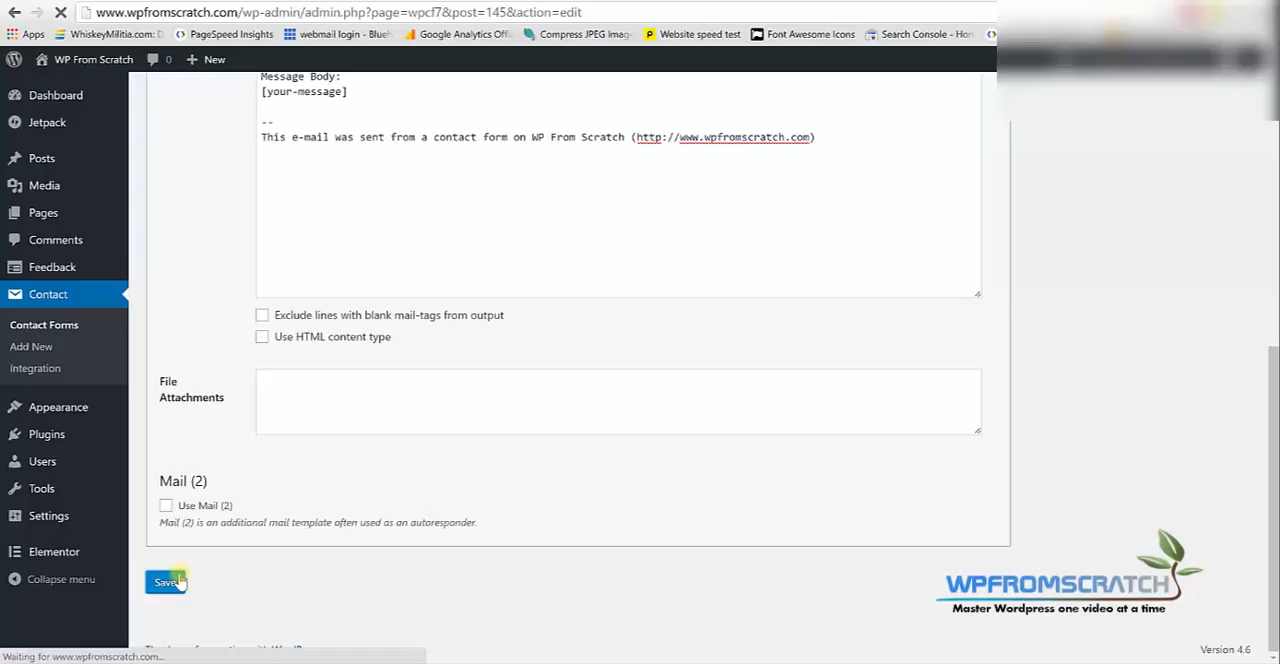 www.wpfromscratch.com/wp-admin/admin.php?page=wpcf7&post=145&action=edit
Apps WhiskeyMilitia.com: PageSpeed Insights webmail login - Blueh Google Analytics Offi Compress JPEG Image Website speed test Font Awesome Icons Search Console - Hom
WP From Scratch 0 New
Message Body:
[your-message]
--
This e-mail was sent from a contact form on WP From Scratch (http://www.wpfromscratch.com)
Dashboard
Jetpack
Posts
Media
Pages
Comments
Feedback
Contact
Contact Forms
Add New
Integration
Appearance
Plugins
Users
Tools
Settings
Elementor
Collapse menu
Exclude lines with blank mail-tags from output
Use HTML content type
File
Attachments
Mail (2)
Use Mail (2)
Mail (2) is an additional mail template often used as an autoresponder.
Save
WPFROMSCRATCH
Master Wordpress one video at a time
Version 4.6
Waiting for www.wpfromscratch.com...